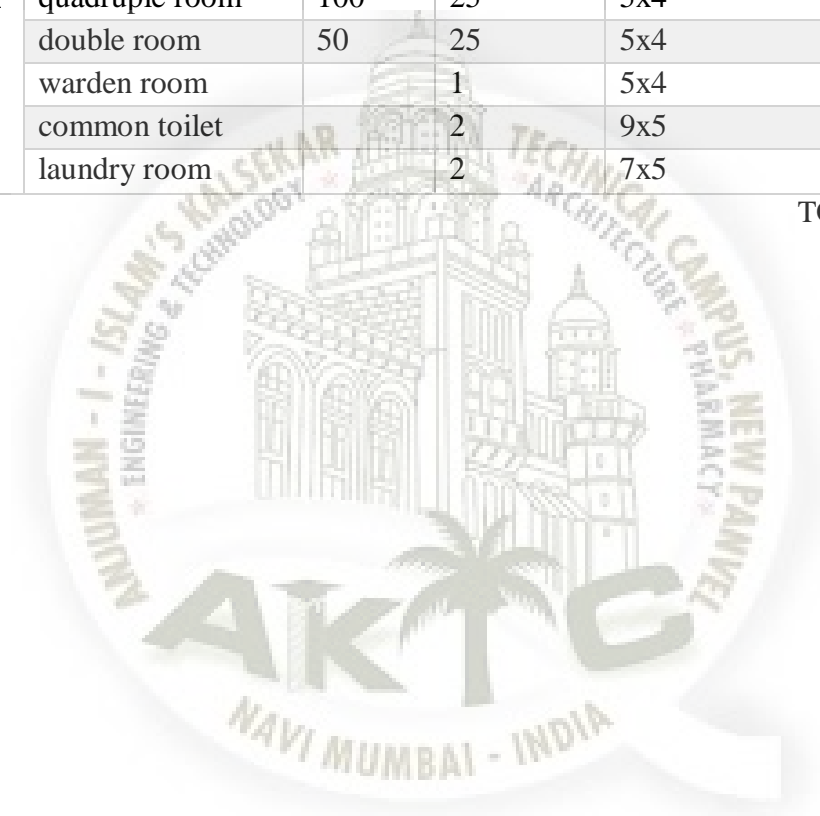 quadruple room 100 25 5x4
double room 50 25 5x4
warden room 1 5x4
common toilet 2 9x5
laundry room 2 7x5
ANJUMAN - I - ISLAM'S KALSEKAR TECHNICAL CAMPUS, NEW PANVEL
* ENGINEERING & TECHNOLOGY * *ARCHITECTURE * PHARMACY *
AKTC
NAVI MUMBAI - INDIA